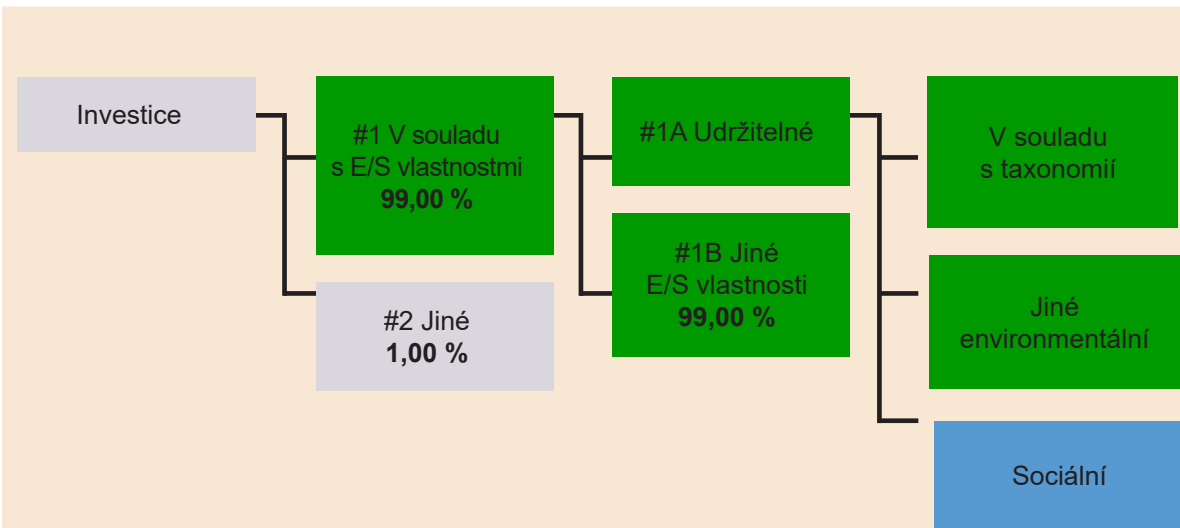 Investice
#1 V souladu
s E/S vlastnostmi
99,00 %
#2 Jiné
1,00 %
#1A Udržitelné
#1B Jiné
E/S vlastnosti
99,00 %
V souladu
s taxonomií
Jiné
environmentální
Sociální